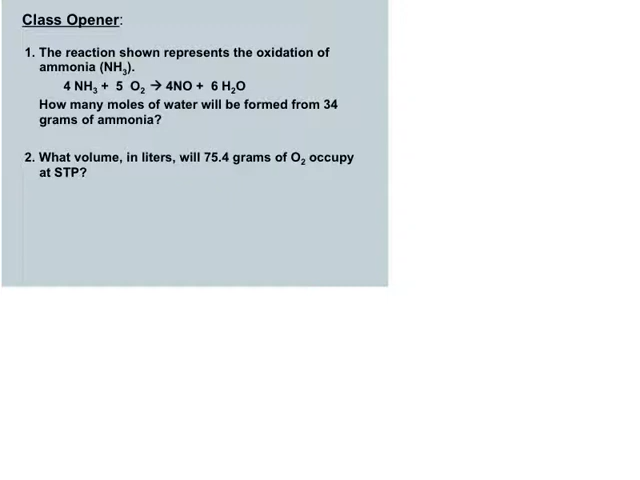 Class Opener:
1. The reaction shown represents the oxidation of
ammonia (NH₃).
4 NH₃ + 5 O₂ → 4NO + 6 H₂O
How many moles of water will be formed from 34
grams of ammonia?
2. What volume, in liters, will 75.4 grams of O₂ occupy
at STP?